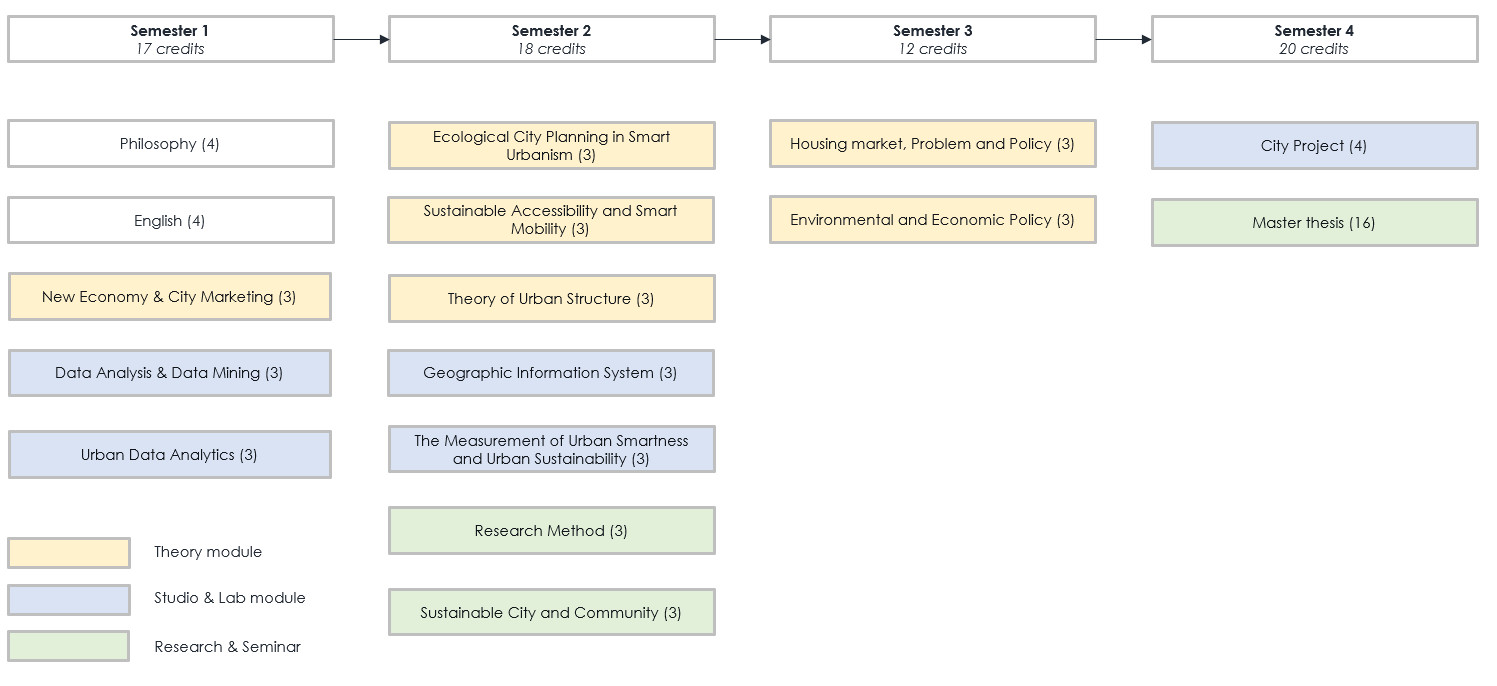 Semester 1
17 credits
Semester 2
18 credits
Semester 3
12 credits
Semester 4
20 credits
Philosophy (4)
English (4)
New Economy & City Marketing (3)
Data Analysis & Data Mining (3)
Urban Data Analytics (3)
Ecological City Planning in Smart
Urbanism (3)
Sustainable Accessibility and Smart
Mobility (3)
Theory of Urban Structure (3)
Geographic Information System (3)
The Measurement of Urban Smartness
and Urban Sustainability (3)
Research Method (3)
Sustainable City and Community (3)
Housing market, Problem and Policy (3)
Environmental and Economic Policy (3)
City Project (4)
Master thesis (16)
Theory module
Studio & Lab module
Research & Seminar